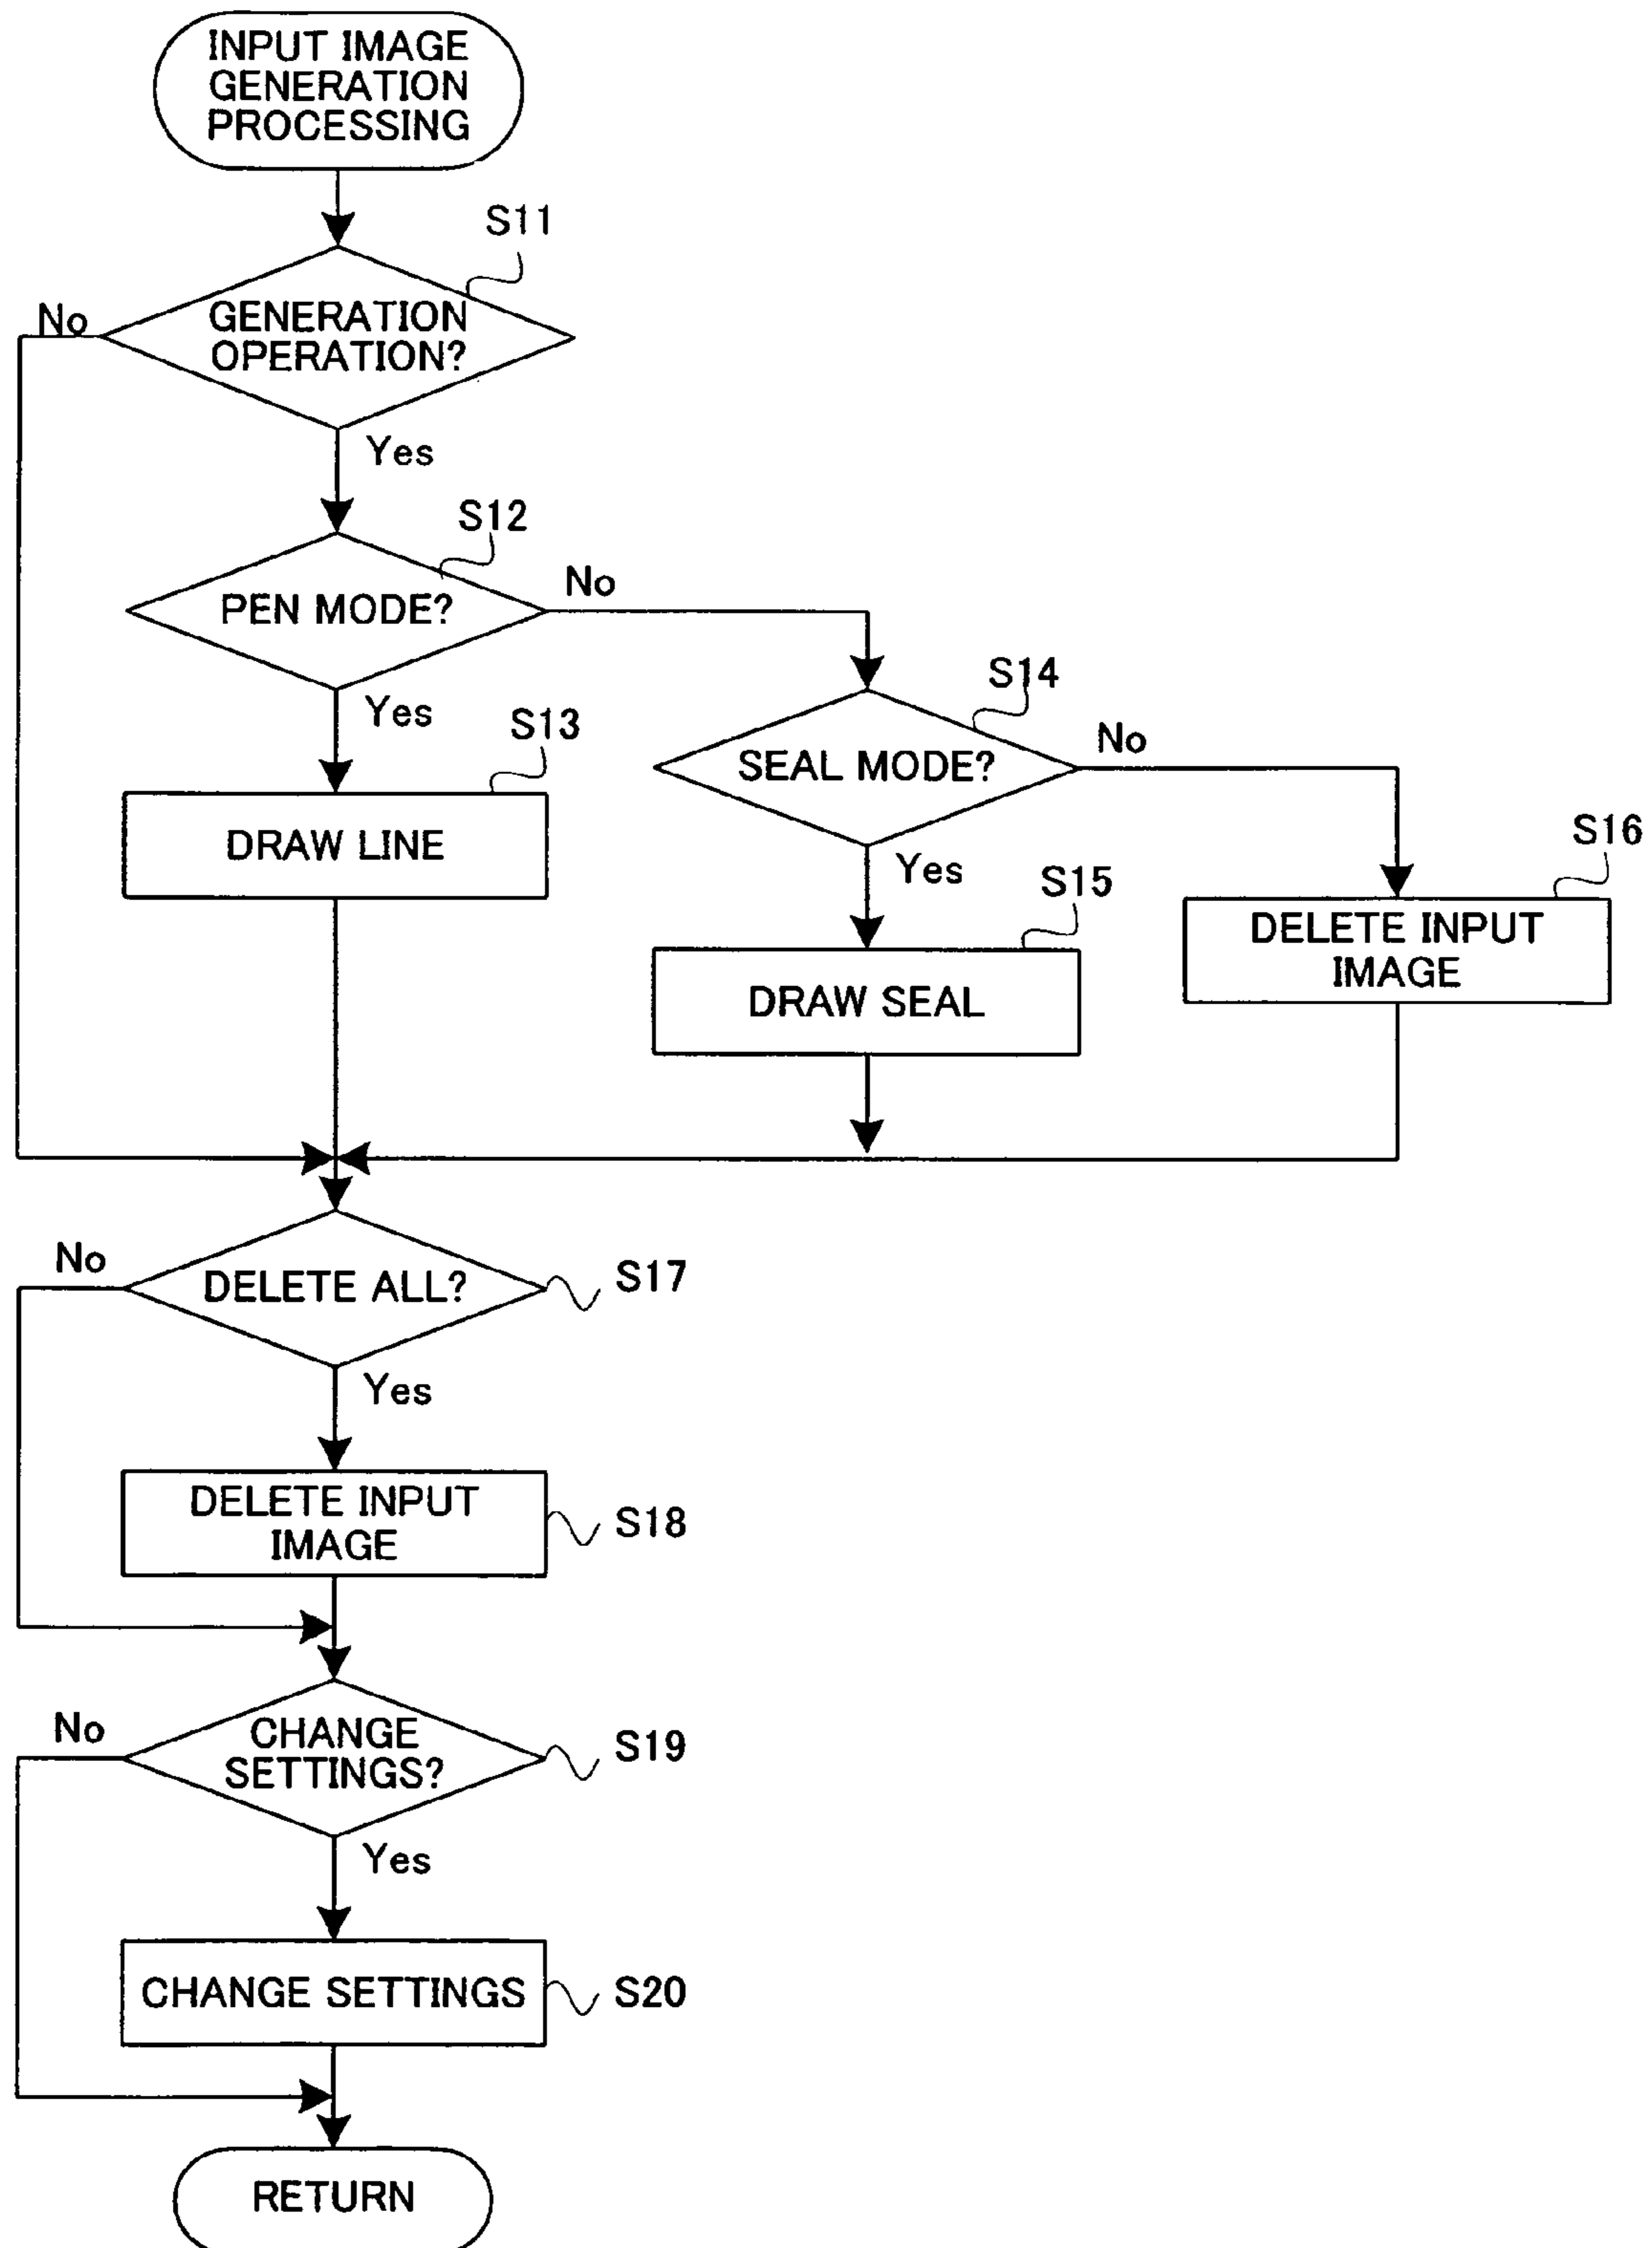 INPUT IMAGE
GENERATION
PROCESSING
S11
No
GENERATION
OPERATION?
Yes
S12
PEN MODE?
No
Yes
S13
DRAW LINE
S14
SEAL MODE?
No
Yes
S15
DRAW SEAL
S16
DELETE INPUT
IMAGE
No
DELETE ALL?
S17
Yes
DELETE INPUT
IMAGE
S18
No
CHANGE
SETTINGS?
S19
Yes
CHANGE SETTINGS
S20
RETURN